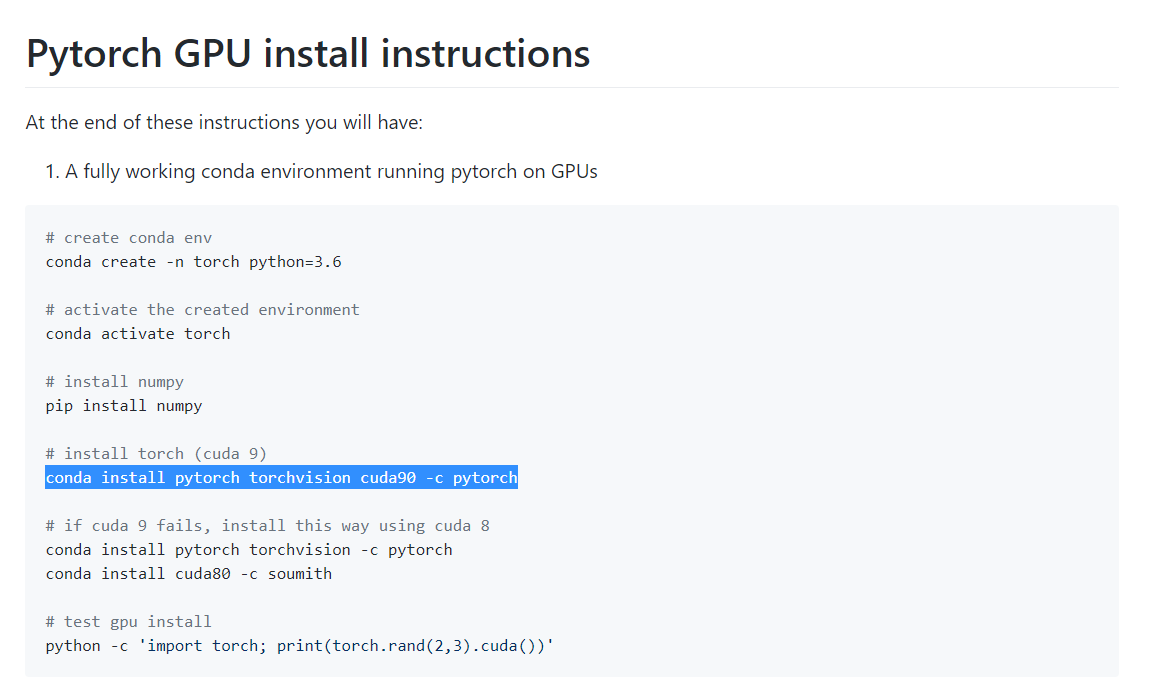 Pytorch GPU install instructions
At the end of these instructions you will have:
1. A fully working conda environment running pytorch on GPUs
# create conda env
conda create -n torch python=3.6
# activate the created environment
conda activate torch
# install numpy
pip install numpy
# install torch (cuda 9)
conda install pytorch torchvision cuda90 -c pytorch
# if cuda 9 fails, install this way using cuda 8
conda install pytorch torchvision -c pytorch
conda install cuda80 -c soumith
# test gpu install
python -c 'import torch; print(torch.rand(2,3).cuda())'